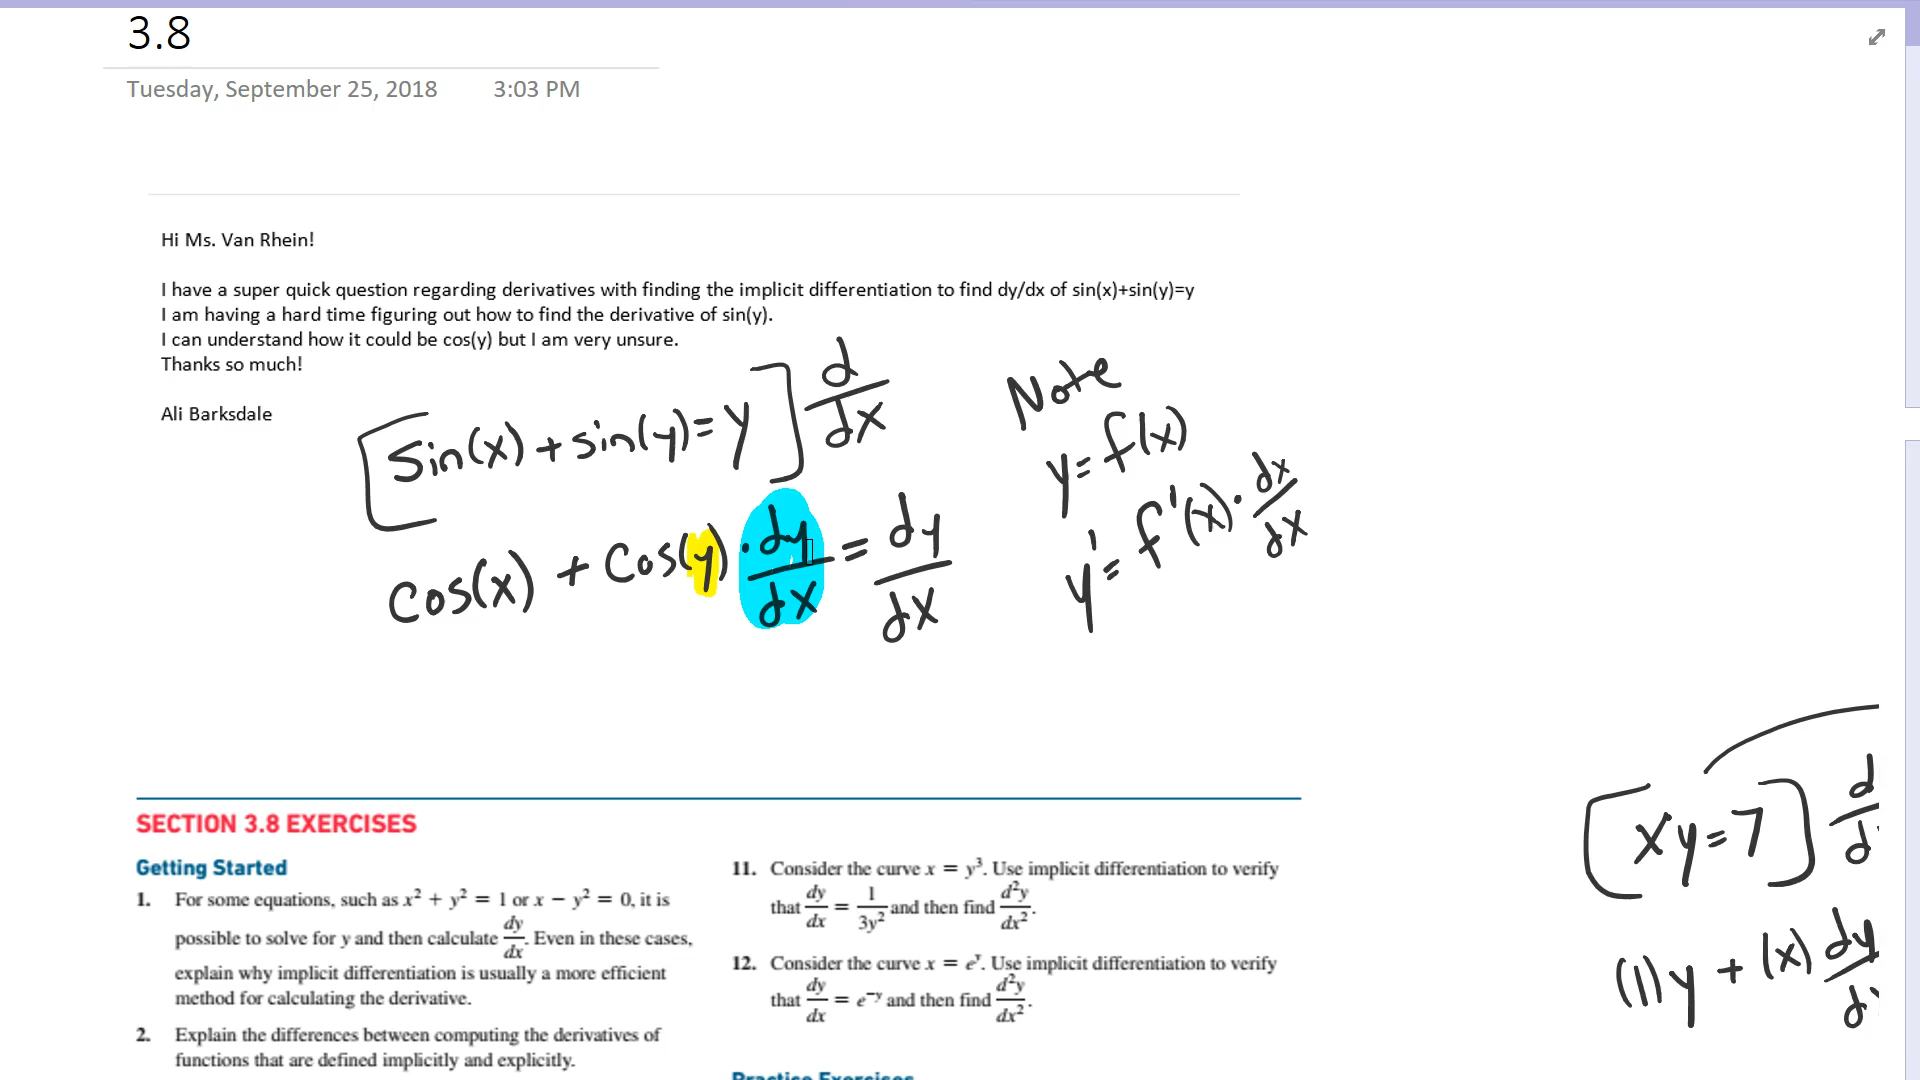 3.8
Tuesday, September 25, 2018 3:03 PM
Hi Ms. Van Rhein!
I have a super quick question regarding derivatives with finding the implicit differentiation to find dy/dx of sin(x)+sin(y)=y
I am having a hard time figuring out how to find the derivative of sin(y).
I can understand how it could be cos(y) but I am very unsure.
Thanks so much!
Ali Barksdale
[sin(x) + sin(y) = y] d/dx
cos(x) + cos(y) · dy/dx = dy/dx
Note
y = f(x)
y' = f'(x) · dx/dx
[xy = 7] d/d
(1)y + (x) dy/d
SECTION 3.8 EXERCISES
Getting Started
1. For some equations, such as x² + y² = 1 or x − y² = 0, it is
possible to solve for y and then calculate dy/dx. Even in these cases,
explain why implicit differentiation is usually a more efficient
method for calculating the derivative.
2. Explain the differences between computing the derivatives of
functions that are defined implicitly and explicitly.
11. Consider the curve x = y³. Use implicit differentiation to verify
that dy/dx = 1/3y² and then find d²y/dx².
12. Consider the curve x = eʸ. Use implicit differentiation to verify
that dy/dx = e⁻ʸ and then find d²y/dx².
Practice Exercises